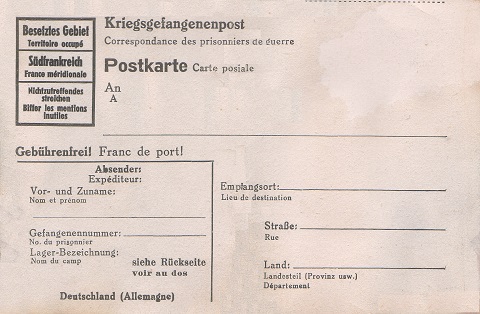 Besetztes Gebiet
Territoire occupé
Südfrankreich
France méridionale
Nichtzutreffendes
streichen
Biffer les mentions
inutiles
Kriegsgefangenenpost
Correspondance des prisonniers de guerre
Postkarte Carte postale
An
A
Gebührenfrei! Franc de port!
Absender:
Expéditeur:
Vor- und Zuname:
Nom et prénom
Gefangenennummer:
No. du prisonnier
Lager-Bezeichnung:
Nom du camp
siehe Rückseite
voir au dos
Deutschland (Allemagne)
Empfangsort:
Lieu de destination
Straße:
Rue
Land:
Landesteil (Provinz usw.)
Département